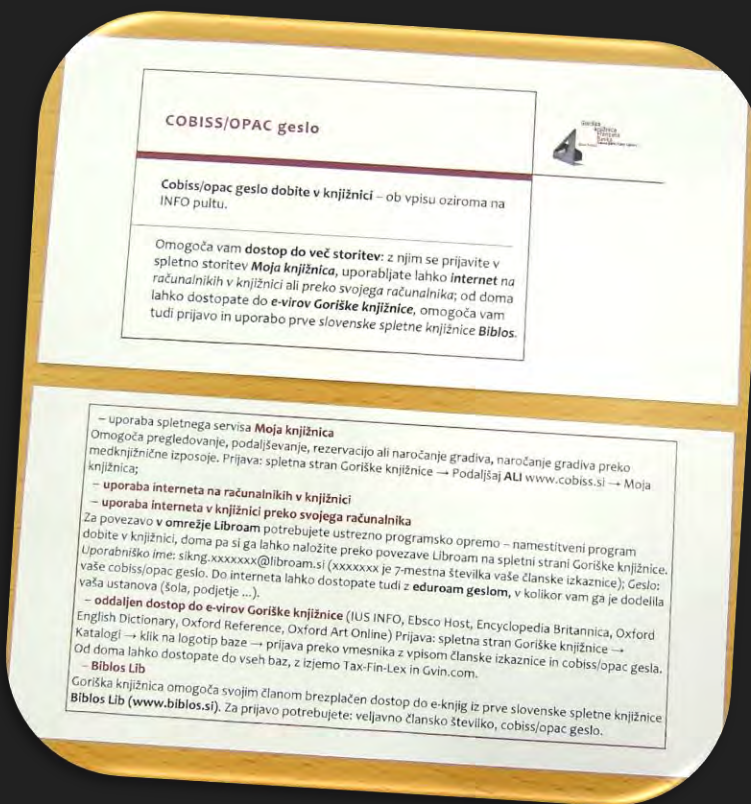 COBISS/OPAC geslo
Goriška
knjižnica
Franceta
Bevka
Cobiss/opac geslo dobite v knjižnici – ob vpisu oziroma na
INFO pultu.
Omogoča vam dostop do več storitev: z njim se prijavite v
spletno storitev Moja knjižnica, uporabljate lahko internet na
računalnikih v knjižnici ali preko svojega računalnika; od doma
lahko dostopate do e-virov Goriške knjižnice, omogoča vam
tudi prijavo in uporabo prve slovenske spletne knjižnice Biblos.
– uporaba spletnega servisa Moja knjižnica
Omogoča pregledovanje, podaljševanje, rezervacijo ali naročanje gradiva, naročanje gradiva preko
medknjižnične izposoje. Prijava: spletna stran Goriške knjižnice → Podaljšaj ALI www.cobiss.si → Moja
knjižnica;
– uporaba interneta na računalnikih v knjižnici
– uporaba interneta v knjižnici preko svojega računalnika
Za povezavo v omrežje Libroam potrebujete ustrezno programsko opremo – namestitveni program
dobite v knjižnici, doma pa si ga lahko naložite preko povezave Libroam na spletni strani Goriške knjižnice.
Uporabniško ime: sikng.xxxxxxx@libroam.si (xxxxxxx je 7-mestna številka vaše članske izkaznice); Geslo:
vaše cobiss/opac geslo. Do interneta lahko dostopate tudi z eduroam geslom, v kolikor vam ga je dodelila
vaša ustanova (šola, podjetje ...).
– oddaljen dostop do e-virov Goriške knjižnice (IUS INFO, Ebsco Host, Encyclopedia Britannica, Oxford
English Dictionary, Oxford Reference, Oxford Art Online) Prijava: spletna stran Goriške knjižnice →
Katalogi → klik na logotip baze → prijava preko vmesnika z vpisom članske izkaznice in cobiss/opac gesla.
Od doma lahko dostopate do vseh baz, z izjemo Tax-Fin-Lex in Gvin.com.
– Biblos Lib
Goriška knjižnica omogoča svojim članom brezplačen dostop do e-knjig iz prve slovenske spletne knjižnice
Biblos Lib (www.biblos.si). Za prijavo potrebujete: veljavno člansko številko, cobiss/opac geslo.